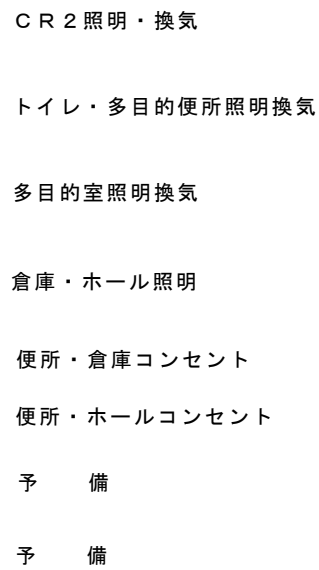 ＣＲ２照明・換気
トイレ・多目的便所照明換気
多目的室照明換気
倉庫・ホール照明
便所・倉庫コンセント
便所・ホールコンセント
予　　備
予　　備